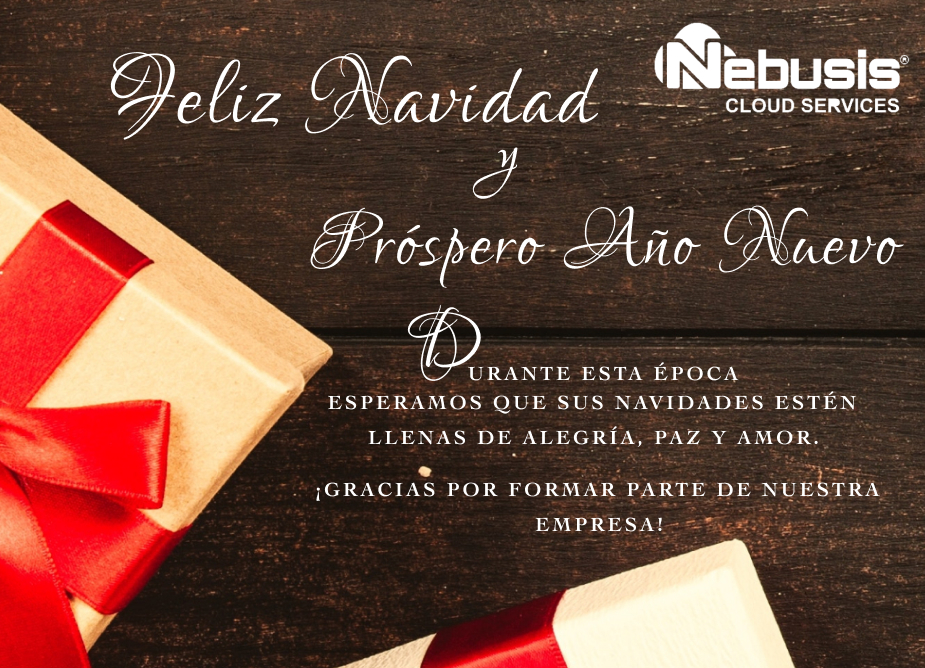 Feliz Navidad
Nebusis®
CLOUD SERVICES
y
Próspero Año Nuevo
DURANTE ESTA ÉPOCA
ESPERAMOS QUE SUS NAVIDADES ESTÉN
LLENAS DE ALEGRÍA, PAZ Y AMOR.
¡GRACIAS POR FORMAR PARTE DE NUESTRA
EMPRESA!